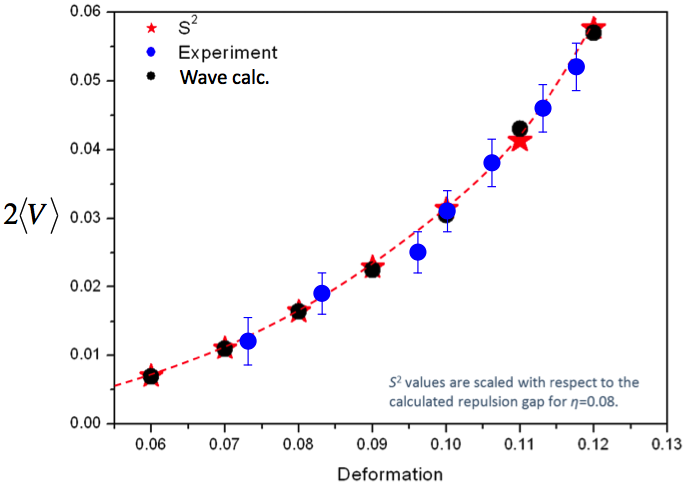 0.06
0.05
0.04
0.03
0.02
0.01
0.00
2⟨V⟩
S²
Experiment
Wave calc.
S² values are scaled with respect to the
calculated repulsion gap for η=0.08.
0.06 0.07 0.08 0.09 0.10 0.11 0.12 0.13
Deformation